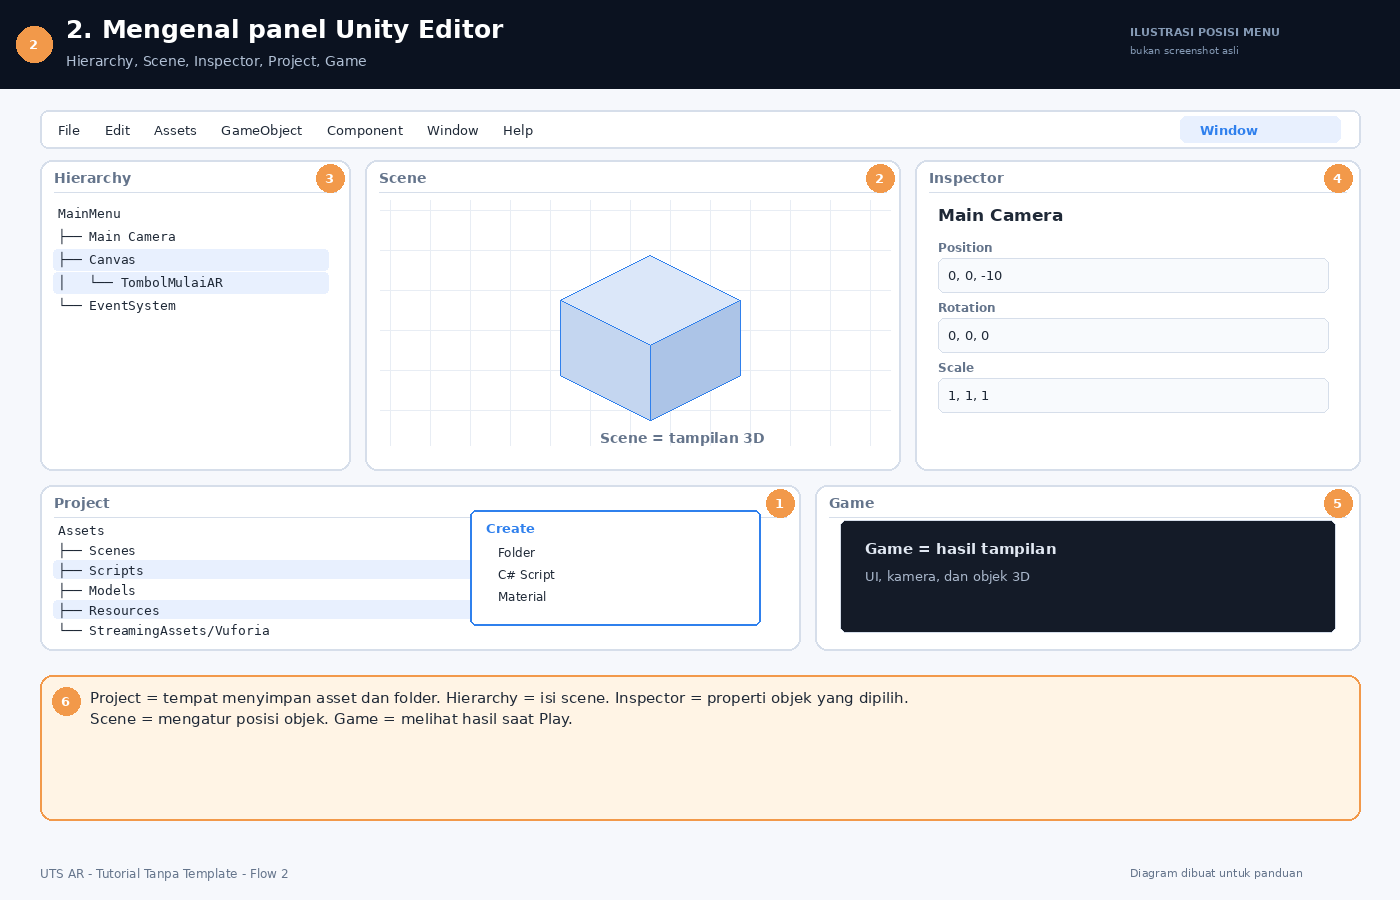 2
2. Mengenal panel Unity Editor
Hierarchy, Scene, Inspector, Project, Game
ILUSTRASI POSISI MENU
bukan screenshot asli
File Edit Assets GameObject Component Window Help
Window
Hierarchy
3
MainMenu
├── Main Camera
├── Canvas
│   └── TombolMulaiAR
└── EventSystem
Scene
2
Scene = tampilan 3D
Inspector
4
Main Camera
Position
0, 0, -10
Rotation
0, 0, 0
Scale
1, 1, 1
Project
1
Assets
├── Scenes
├── Scripts
├── Models
├── Resources
└── StreamingAssets/Vuforia
Create
Folder
C# Script
Material
Game
5
Game = hasil tampilan
UI, kamera, dan objek 3D
6
Project = tempat menyimpan asset dan folder. Hierarchy = isi scene. Inspector = properti objek yang dipilih.
Scene = mengatur posisi objek. Game = melihat hasil saat Play.
UTS AR - Tutorial Tanpa Template - Flow 2
Diagram dibuat untuk panduan